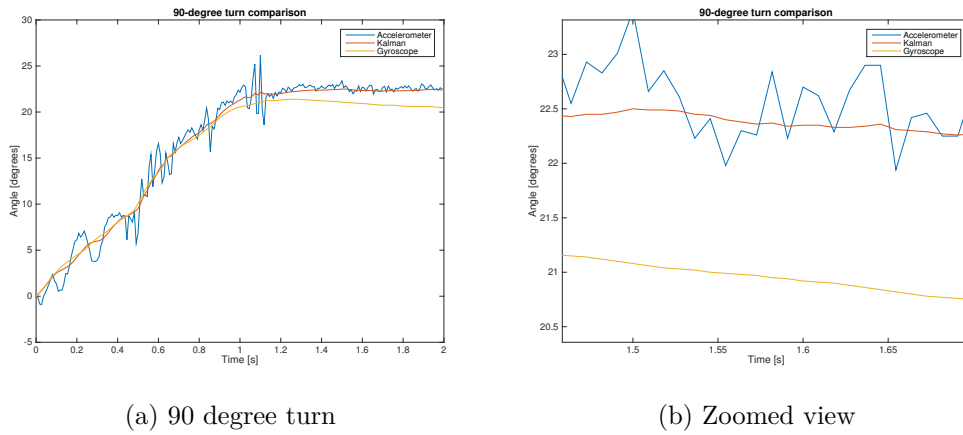 90-degree turn comparison
Accelerometer
Kalman
Gyroscope
30
25
20
15
10
5
0
-5
Angle [degrees]
0 0.2 0.4 0.6 0.8 1 1.2 1.4 1.6 1.8 2
Time [s]
(a) 90 degree turn
90-degree turn comparison
Accelerometer
Kalman
Gyroscope
23
22.5
22
21.5
21
20.5
Angle [degrees]
1.5 1.55 1.6 1.65
Time [s]
(b) Zoomed view